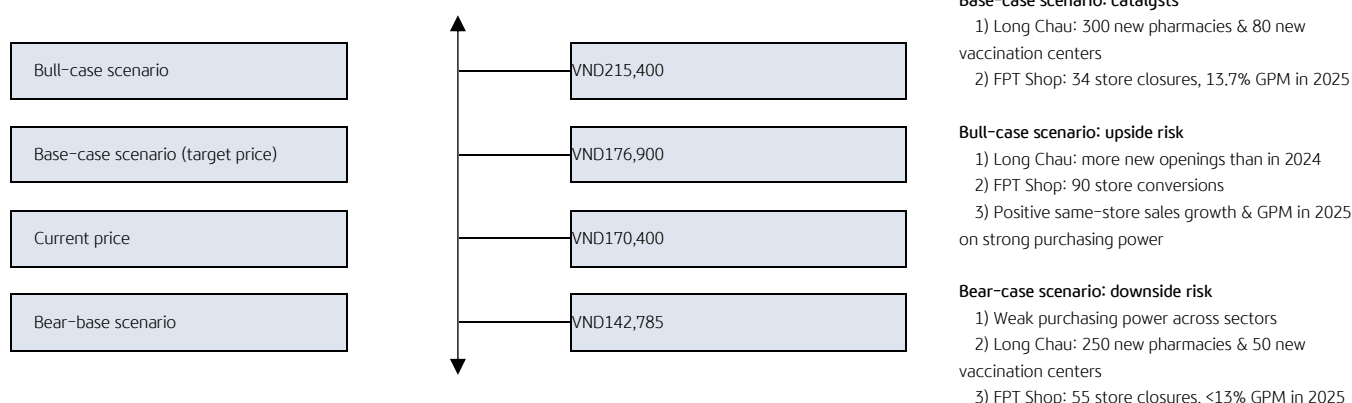 Bull-case scenario
VND215,400
Base-case scenario (target price)
VND176,900
Current price
VND170,400
Bear-base scenario
VND142,785
Base-case scenario: catalysts
1) Long Chau: 300 new pharmacies & 80 new
vaccination centers
2) FPT Shop: 34 store closures, 13.7% GPM in 2025
Bull-case scenario: upside risk
1) Long Chau: more new openings than in 2024
2) FPT Shop: 90 store conversions
3) Positive same-store sales growth & GPM in 2025
on strong purchasing power
Bear-case scenario: downside risk
1) Weak purchasing power across sectors
2) Long Chau: 250 new pharmacies & 50 new
vaccination centers
3) FPT Shop: 55 store closures, <13% GPM in 2025